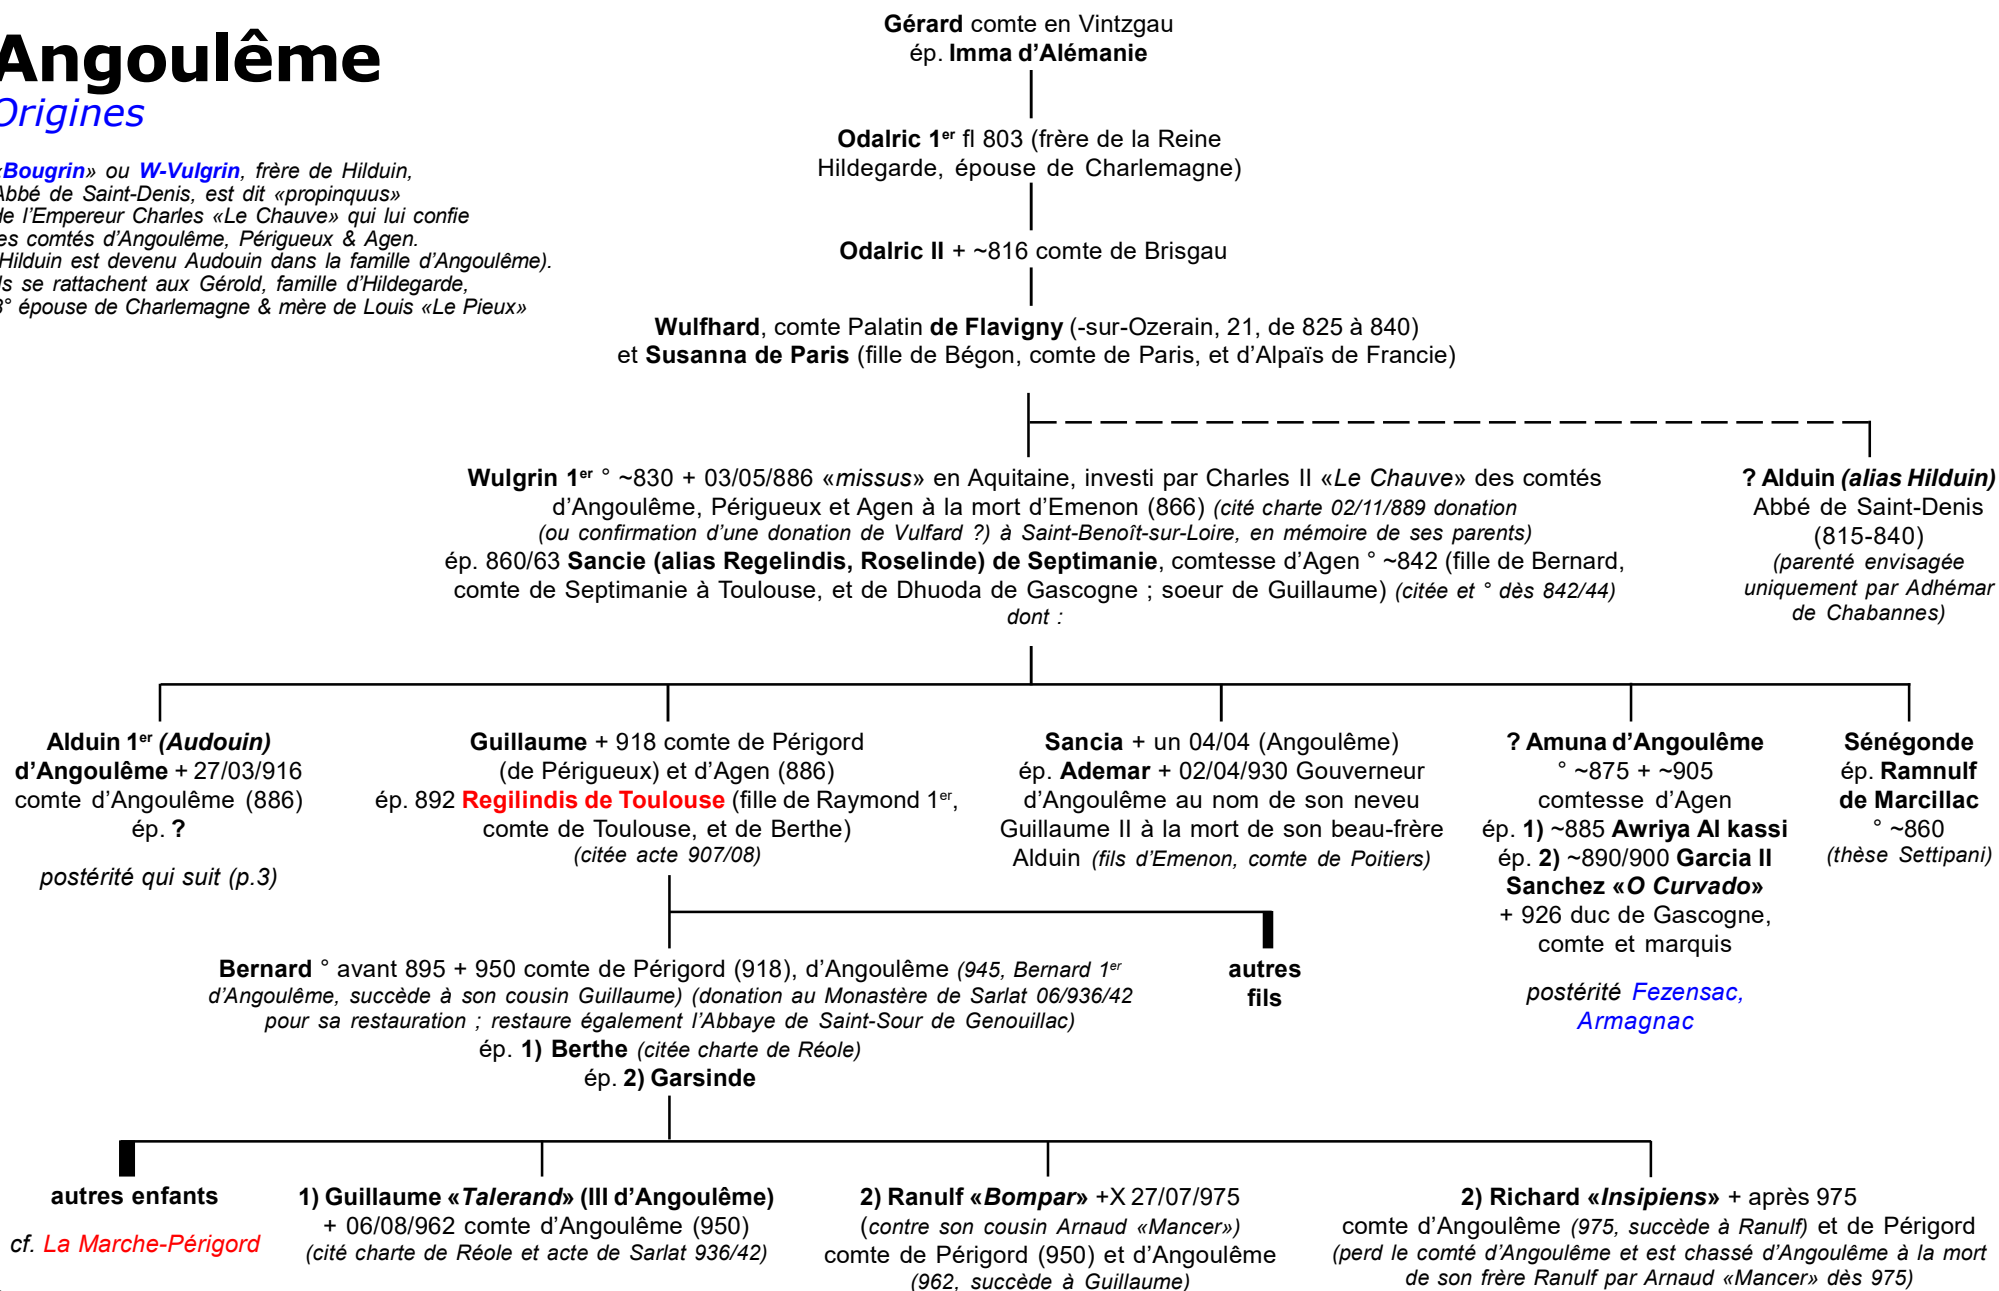 Angoulême
Origines
«Bougrin» ou W-Vulgrin, frère de Hilduin,
Abbé de Saint-Denis, est dit «propinquus»
de l’Empereur Charles «Le Chauve» qui lui confie
les comtés d’Angoulême, Périgueux & Agen.
(Hilduin est devenu Audouin dans la famille d’Angoulême).
Ils se rattachent aux Gérold, famille d’Hildegarde,
3° épouse de Charlemagne & mère de Louis «Le Pieux»
Gérard comte en Vintzgau
ép. Imma d’Alémanie
Odalric 1er fl 803 (frère de la Reine
Hildegarde, épouse de Charlemagne)
Odalric II + ~816 comte de Brisgau
Wulfhard, comte Palatin de Flavigny (-sur-Ozerain, 21, de 825 à 840)
et Susanna de Paris (fille de Bégon, comte de Paris, et d’Alpaïs de Francie)
Wulgrin 1er ° ~830 + 03/05/886 «missus» en Aquitaine, investi par Charles II «Le Chauve» des comtés
d’Angoulême, Périgueux et Agen à la mort d’Emenon (866) (cité charte 02/11/889 donation
(ou confirmation d’une donation de Vulfard ?) à Saint-Benoît-sur-Loire, en mémoire de ses parents)
ép. 860/63 Sancie (alias Regelindis, Roselinde) de Septimanie, comtesse d’Agen ° ~842 (fille de Bernard,
comte de Septimanie à Toulouse, et de Dhuoda de Gascogne ; soeur de Guillaume) (citée et ° dès 842/44)
dont :
? Alduin (alias Hilduin)
Abbé de Saint-Denis
(815-840)
(parenté envisagée
uniquement par Adhémar
de Chabannes)
Alduin 1er (Audouin)
d’Angoulême + 27/03/916
comte d’Angoulême (886)
ép. ?
postérité qui suit (p.3)
Guillaume + 918 comte de Périgord
(de Périgueux) et d’Agen (886)
ép. 892 Regilindis de Toulouse (fille de Raymond 1er,
comte de Toulouse, et de Berthe)
(citée acte 907/08)
Sancia + un 04/04 (Angoulême)
ép. Ademar + 02/04/930 Gouverneur
d’Angoulême au nom de son neveu
Guillaume II à la mort de son beau-frère
Alduin (fils d’Emenon, comte de Poitiers)
? Amuna d’Angoulême
° ~875 + ~905
comtesse d’Agen
ép. 1) ~885 Awriya Al kassi
ép. 2) ~890/900 Garcia II
Sanchez «O Curvado»
+ 926 duc de Gascogne,
comte et marquis
postérité Fezensac,
Armagnac
Sénégonde
ép. Ramnulf
de Marcillac
° ~860
(thèse Settipani)
Bernard ° avant 895 + 950 comte de Périgord (918), d’Angoulême (945, Bernard 1er
d’Angoulême, succède à son cousin Guillaume) (donation au Monastère de Sarlat 06/936/42
pour sa restauration ; restaure également l’Abbaye de Saint-Sour de Genouillac)
ép. 1) Berthe (citée charte de Réole)
ép. 2) Garsinde
autres
fils
autres enfants
cf. La Marche-Périgord
1) Guillaume «Talerand» (III d’Angoulême)
+ 06/08/962 comte d’Angoulême (950)
(cité charte de Réole et acte de Sarlat 936/42)
2) Ranulf «Bompar» +X 27/07/975
(contre son cousin Arnaud «Mancer»)
comte de Périgord (950) et d’Angoulême
(962, succède à Guillaume)
2) Richard «Insipiens» + après 975
comte d’Angoulême (975, succède à Ranulf) et de Périgord
(perd le comté d’Angoulême et est chassé d’Angoulême à la mort
de son frère Ranulf par Arnaud «Mancer» dès 975)